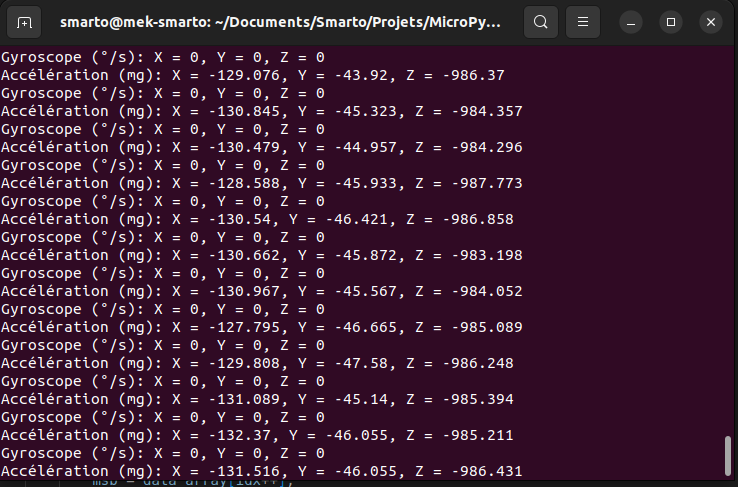 smarto@mek-smarto: ~/Documents/Smarto/Projets/MicroPy...
Gyroscope (°/s): X = 0, Y = 0, Z = 0
Accélération (mg): X = -129.076, Y = -43.92, Z = -986.37
Gyroscope (°/s): X = 0, Y = 0, Z = 0
Accélération (mg): X = -130.845, Y = -45.323, Z = -984.357
Gyroscope (°/s): X = 0, Y = 0, Z = 0
Accélération (mg): X = -130.479, Y = -44.957, Z = -984.296
Gyroscope (°/s): X = 0, Y = 0, Z = 0
Accélération (mg): X = -128.588, Y = -45.933, Z = -987.773
Gyroscope (°/s): X = 0, Y = 0, Z = 0
Accélération (mg): X = -130.54, Y = -46.421, Z = -986.858
Gyroscope (°/s): X = 0, Y = 0, Z = 0
Accélération (mg): X = -130.662, Y = -45.872, Z = -983.198
Gyroscope (°/s): X = 0, Y = 0, Z = 0
Accélération (mg): X = -130.967, Y = -45.567, Z = -984.052
Gyroscope (°/s): X = 0, Y = 0, Z = 0
Accélération (mg): X = -127.795, Y = -46.665, Z = -985.089
Gyroscope (°/s): X = 0, Y = 0, Z = 0
Accélération (mg): X = -129.808, Y = -47.58, Z = -986.248
Gyroscope (°/s): X = 0, Y = 0, Z = 0
Accélération (mg): X = -131.089, Y = -45.14, Z = -985.394
Gyroscope (°/s): X = 0, Y = 0, Z = 0
Accélération (mg): X = -132.37, Y = -46.055, Z = -985.211
Gyroscope (°/s): X = 0, Y = 0, Z = 0
Accélération (mg): X = -131.516, Y = -46.055, Z = -986.431
msb = data array[idx++];